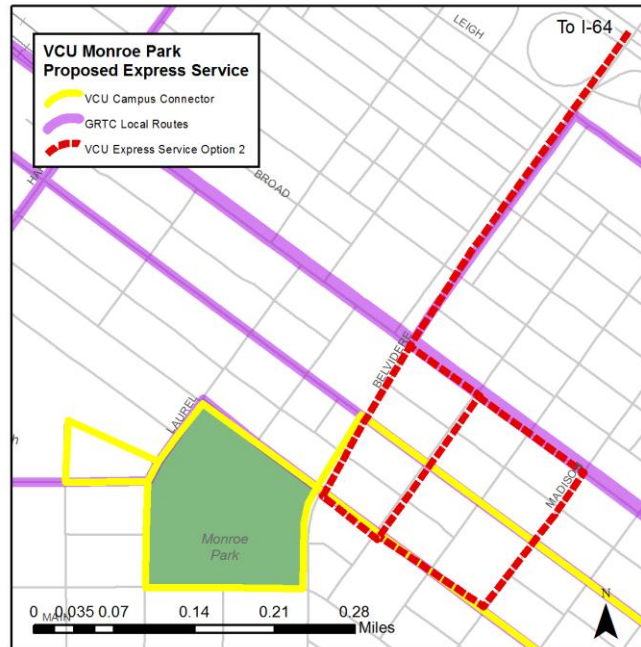 To I-64
LEIGH
VCU Monroe Park
Proposed Express Service
VCU Campus Connector
GRTC Local Routes
VCU Express Service Option 2
BROAD
BELVIDERE
LAUREL
MADISON
Monroe
Park
N
MAIN
0 0.035 0.07 0.14 0.21 0.28
Miles